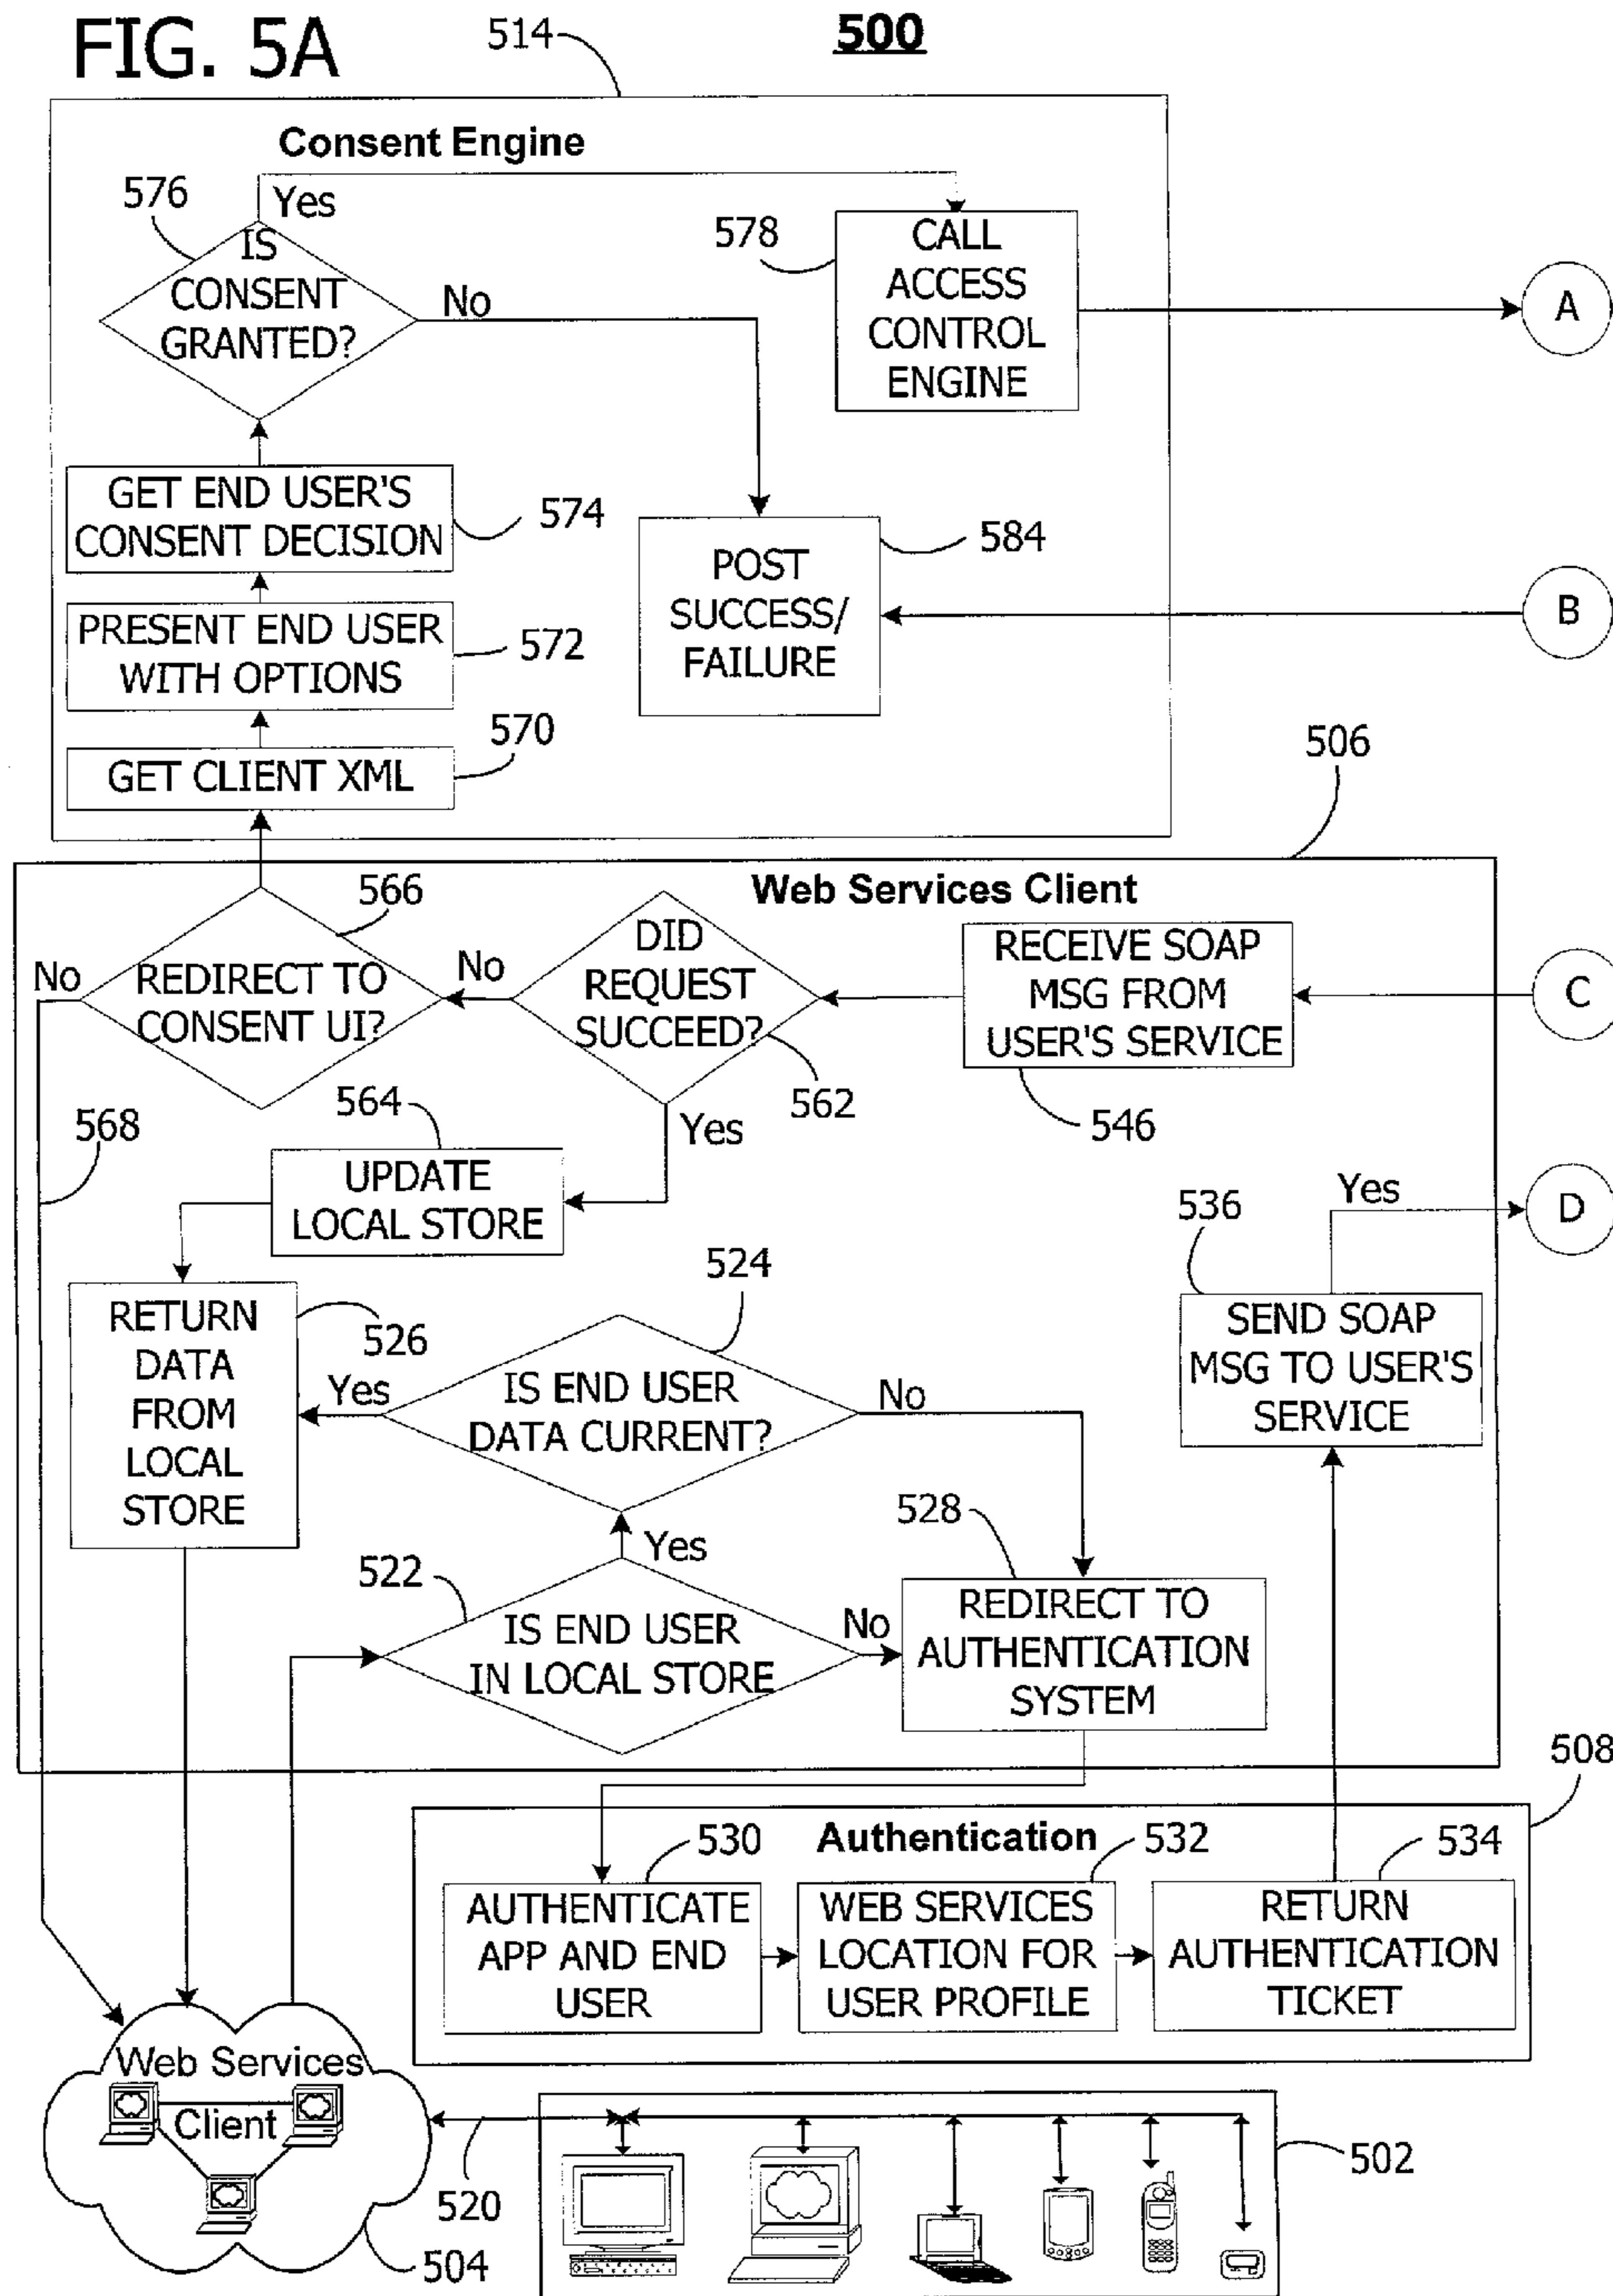 FIG. 5A
514
500
Consent Engine
576
Yes
IS
CONSENT
GRANTED?
No
578
CALL
ACCESS
CONTROL
ENGINE
A
GET END USER'S
CONSENT DECISION
574
POST
SUCCESS/
FAILURE
584
B
PRESENT END USER
WITH OPTIONS
572
570
GET CLIENT XML
506
Web Services Client
566
No
REDIRECT TO
CONSENT UI?
No
DID
REQUEST
SUCCEED?
562
RECEIVE SOAP
MSG FROM
USER'S SERVICE
546
C
568
564
Yes
UPDATE
LOCAL STORE
536
Yes
D
524
RETURN
DATA
FROM
LOCAL
STORE
526
Yes
IS END USER
DATA CURRENT?
No
SEND SOAP
MSG TO USER'S
SERVICE
528
522
Yes
IS END USER
IN LOCAL STORE
No
REDIRECT TO
AUTHENTICATION
SYSTEM
508
Authentication
530
532
534
AUTHENTICATE
APP AND END
USER
WEB SERVICES
LOCATION FOR
USER PROFILE
RETURN
AUTHENTICATION
TICKET
Web Services
Client
520
502
504